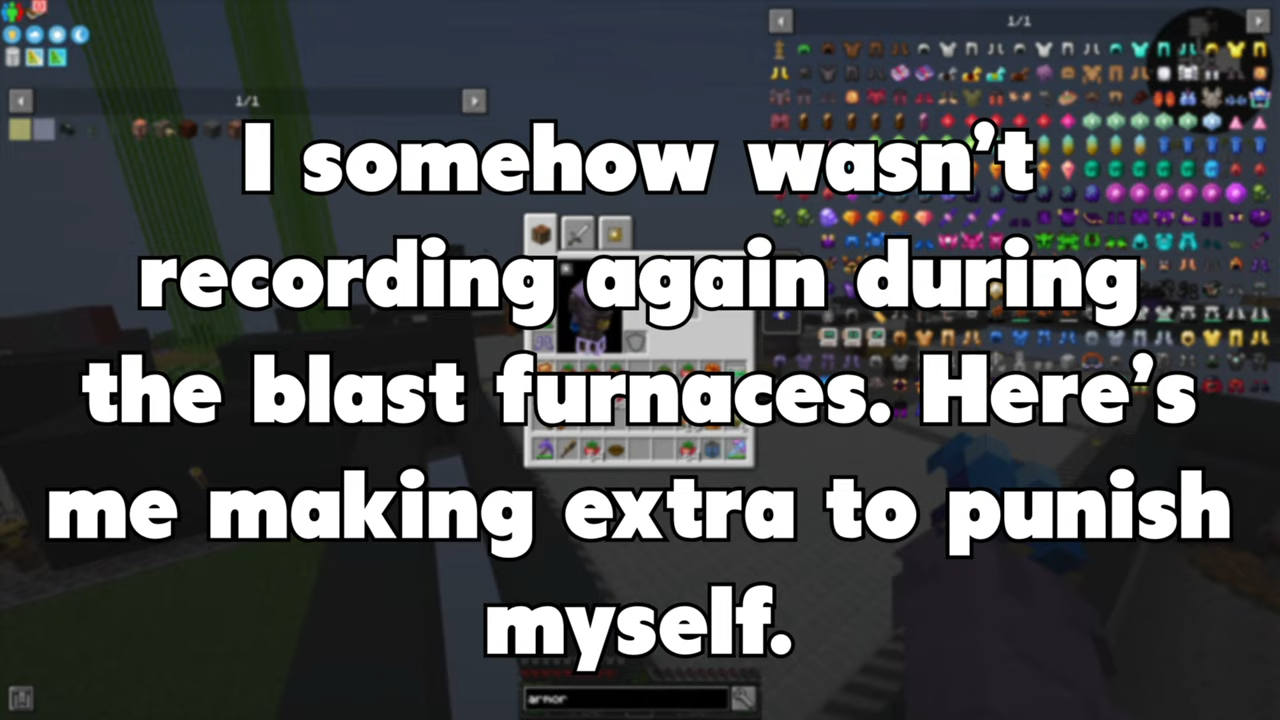 1/1
1/1
I somehow wasn't
recording again during
the blast furnaces. Here's
me making extra to punish
myself.
armor